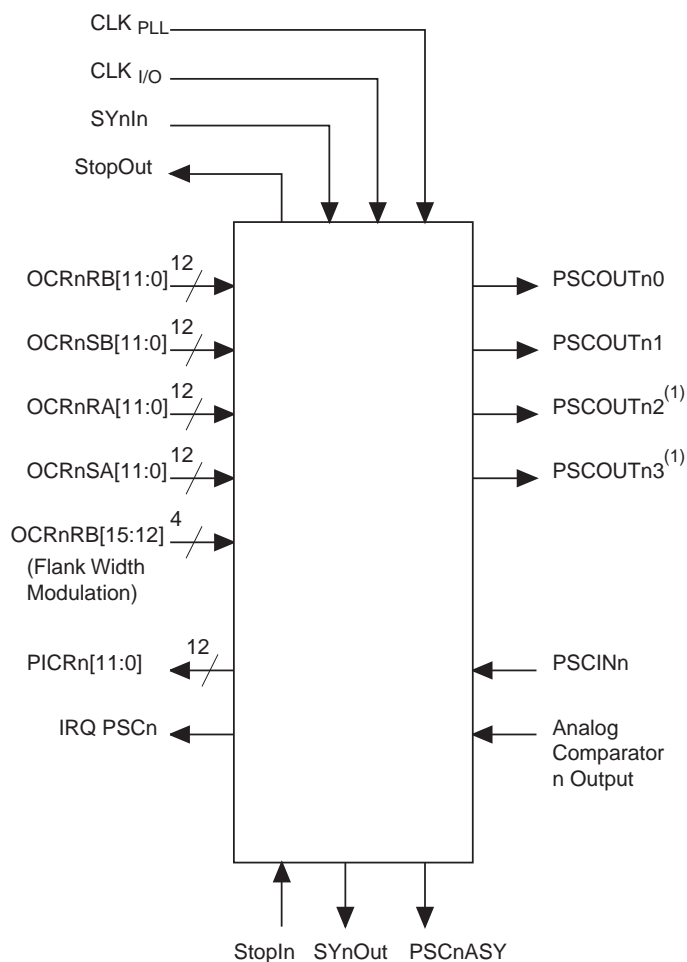 CLK PLL
CLK I/O
SYnIn
StopOut
OCRnRB[11:0] 12
PSCOUTn0
OCRnSB[11:0] 12
PSCOUTn1
OCRnRA[11:0] 12
PSCOUTn2(1)
OCRnSA[11:0] 12
PSCOUTn3(1)
OCRnRB[15:12] 4
(Flank Width
Modulation)
PICRn[11:0] 12
PSCINn
IRQ PSCn
Analog
Comparator
n Output
StopIn SYnOut PSCnASY